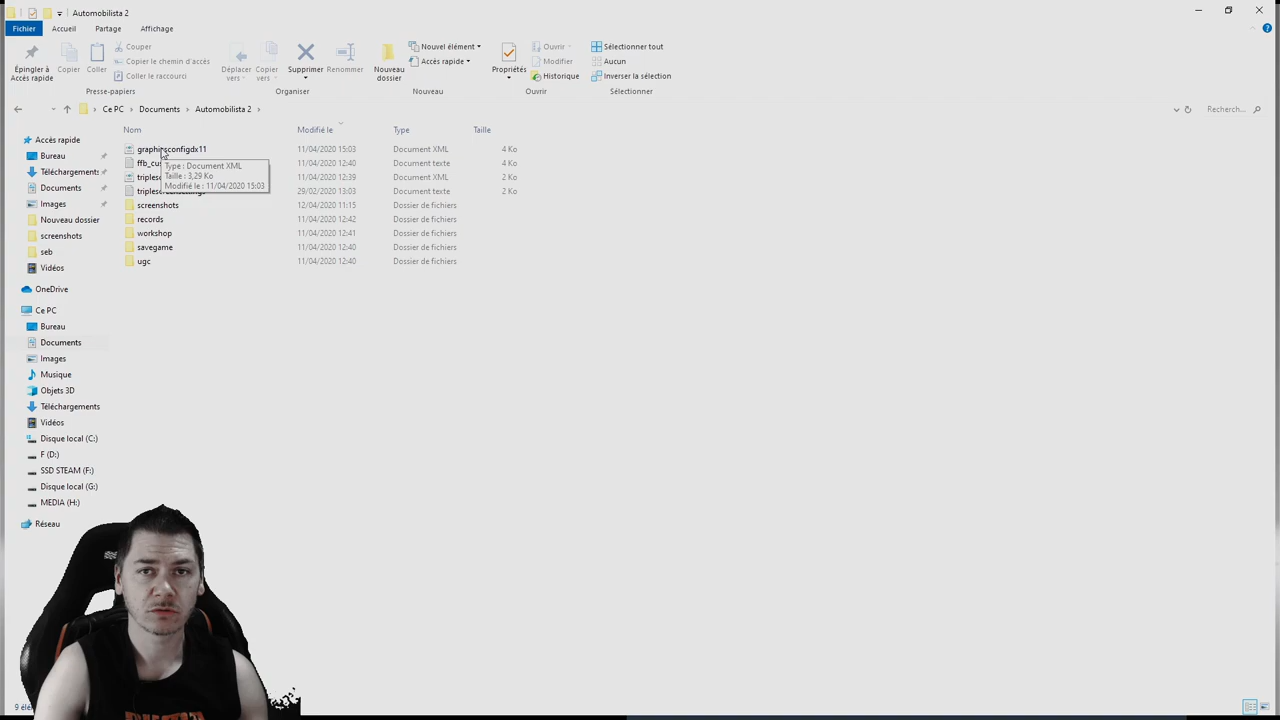 Automobilista 2
Fichier Accueil Partage Affichage
Épingler à Accès rapide
Copier
Coller
Couper
Copier le chemin d'accès
Coller le raccourci
Déplacer vers
Copier vers
Supprimer
Renommer
Nouveau dossier
Nouvel élément
Accès rapide
Propriétés
Ouvrir
Modifier
Historique
Sélectionner tout
Aucun
Inverser la sélection
Presse-papiers Organiser Nouveau Ouvrir Sélectionner
Ce PC Documents Automobilista 2
Recherch...
Nom Modifié le Type Taille
graphicsconfigdx11 11/04/2020 15:03 Document XML 4 Ko
ffb_cus 11/04/2020 12:40 Document texte 4 Ko
triplesc 11/04/2020 12:39 Document XML 2 Ko
29/02/2020 13:03 Document texte 2 Ko
screenshots 12/04/2020 11:15 Dossier de fichiers
records 11/04/2020 12:42 Dossier de fichiers
workshop 11/04/2020 12:41 Dossier de fichiers
savegame 11/04/2020 12:40 Dossier de fichiers
ugc 11/04/2020 12:40 Dossier de fichiers
Type : Document XML
Taille : 3,29 Ko
Modifié le : 11/04/2020 15:03
Accès rapide
Bureau
Téléchargements
Documents
Images
Nouveau dossier
screenshots
seb
Vidéos
OneDrive
Ce PC
Bureau
Documents
Images
Musique
Objets 3D
Téléchargements
Vidéos
Disque local (C:)
F (D:)
SSD STEAM (F:)
Disque local (G:)
MEDIA (H:)
Réseau